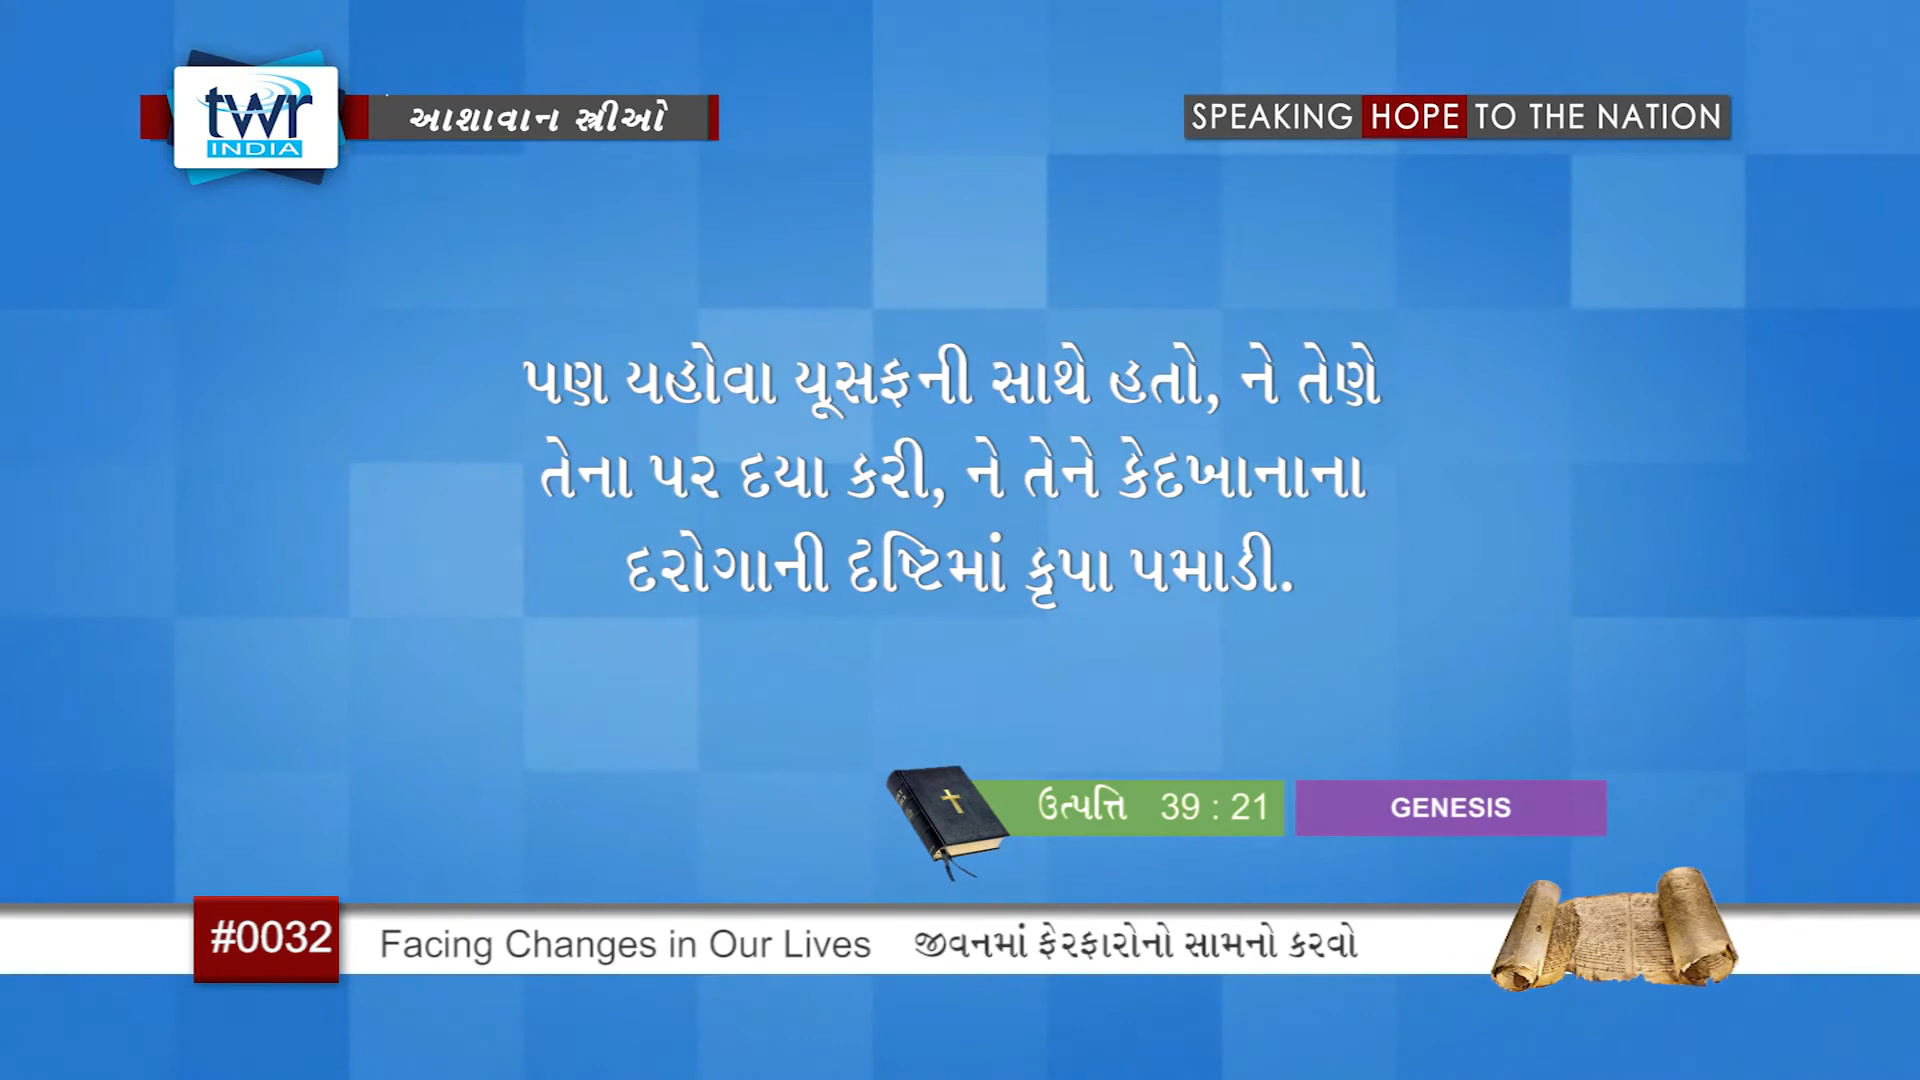 twr
INDIA
આશાવાન સ્ત્રીઓ
SPEAKING HOPE TO THE NATION
પણ યહોવા યૂસફની સાથે હતો, ને તેણે
તેના પર દયા કરી, ને તેને કેદખાનાના
દરોગાની દૃષ્ટિમાં કૃપા પમાડી.
ઉત્પત્તિ 39 : 21
GENESIS
#0032
Facing Changes in Our Lives જીવનમાં ફેરફારોનો સામનો કરવો